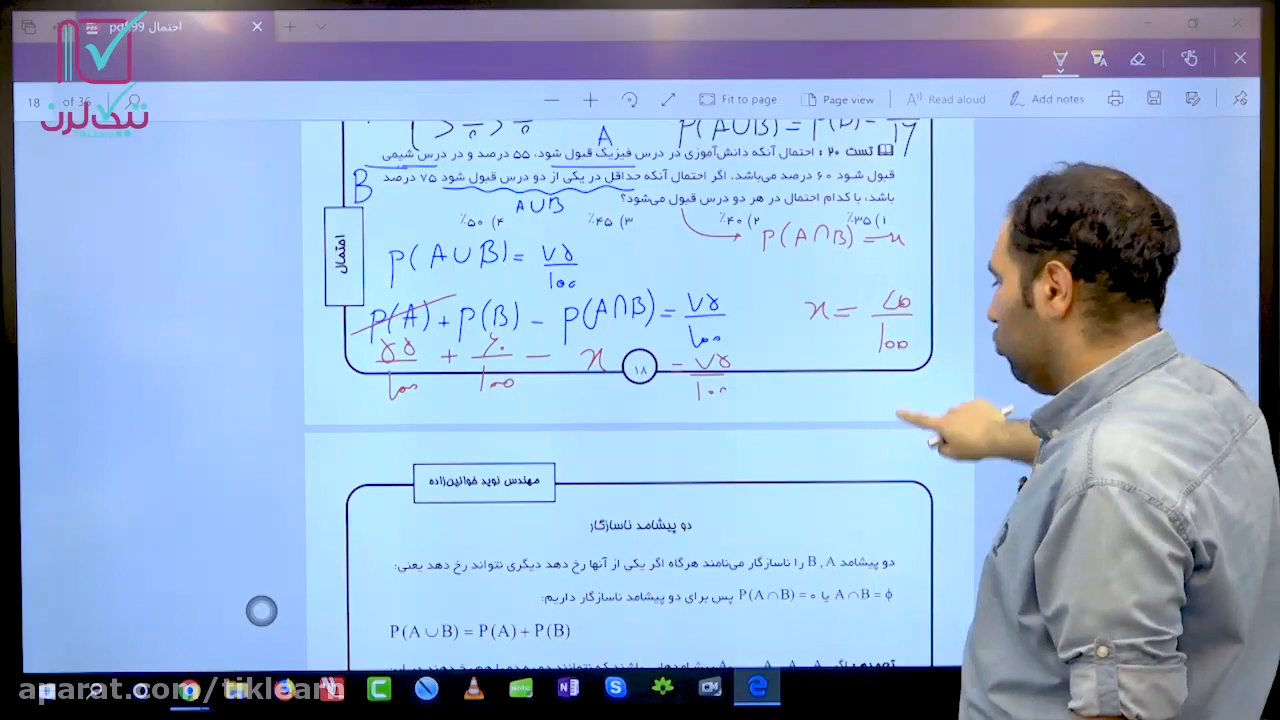 احتمال 99.pdf
18 of 36
Fit to page
Page view
Read aloud
Add notes
تیک‌لرن
P(A∪B) = P(B) =
17
A
تست ۲۰ : احتمال آنکه دانش‌آموزی در درس فیزیک قبول شود، ۵۵ درصد و در درس شیمی
B
قبول شود ۶۰ درصد می‌باشد. اگر احتمال آنکه حداقل در یکی از دو درس قبول شود ۷۵ درصد
باشد، با کدام احتمال در هر دو درس قبول می‌شود؟
A∪B
۱) ۳۵٪ ۲) ۴۰٪ ۳) ۴۵٪ ۴) ۵۰٪
P(A∩B) = x
احتمال
P(A∪B) = ۷۵/۱۰۰
P(A) + P(B) - P(A∩B) = ۷۵/۱۰۰
x = ۴۰/۱۰۰
۵۵/۱۰۰ + ۶۰/۱۰۰ - x = ۷۵/۱۰۰
۱۸
مهندس نوید خوانین‌زاده
دو پیشامد ناسازگار
دو پیشامد B , A را ناسازگار می‌نامند هرگاه اگر یکی از آنها رخ دهد دیگری نتواند رخ دهد یعنی:
A∩B = φ یا P(A∩B) = ۰ پس برای دو پیشامد ناسازگار داریم:
P(A∪B) = P(A) + P(B)
aparat.com/tiklearn